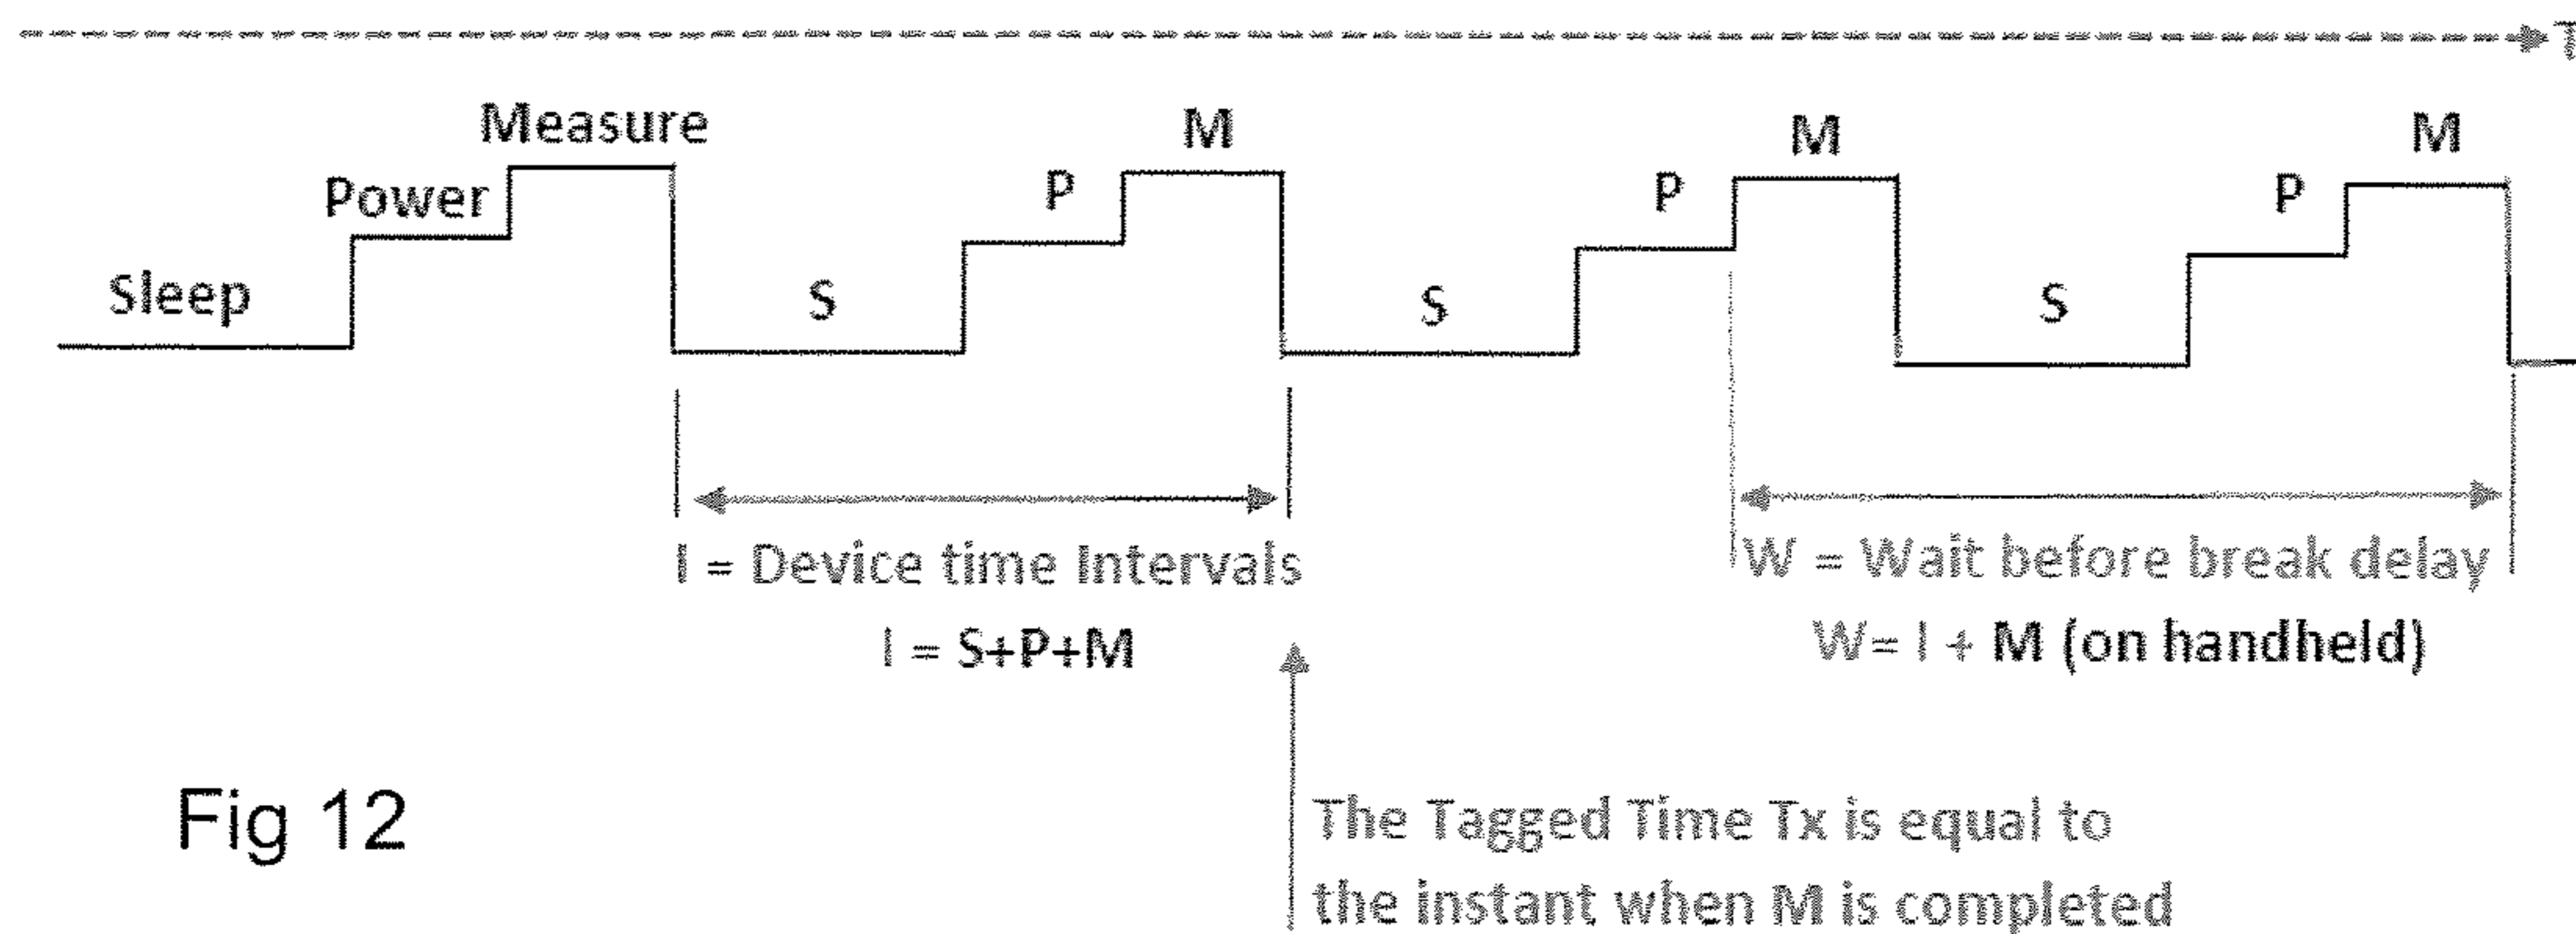 Measure
Power
Sleep
M
P
S
M
P
S
M
P
S
I = Device time Intervals
I = S+P+M
W = Wait before break delay
W= I + M (on handheld)
The Tagged Time Tx is equal to
the instant when M is completed
Fig 12